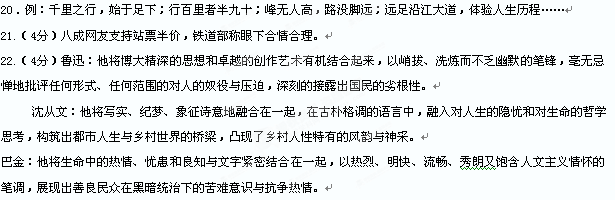 20．例：千里之行，始于足下；行百里者半九十；峰无人高，路没脚远；远足沿江大道，体验人生历程……
21.（4分）八成网友支持站票半价，铁道部称眼下合情合理。
22.（4分）鲁迅：他将博大精深的思想和卓越的创作艺术有机结合起来，以峭拔、洗炼而不乏幽默的笔锋，毫无忌
惮地批评任何形式、任何范围的对人的奴役与压迫，深刻的接露出国民的劣根性。
沈从文：他将写实、纪梦、象征诗意地融合在一起，在古朴格调的语言中，融入对人生的隐忧和对生命的哲学
思考，构筑出都市人生与乡村世界的桥梁，凸现了乡村人性特有的风韵与神采。
巴金：他将生命中的热情、忧患和良知与文字紧密结合在一起，以热烈、明快、流畅、秀朗又饱含人文主义情怀的
笔调，展现出善良民众在黑暗统治下的苦难意识与抗争热情。